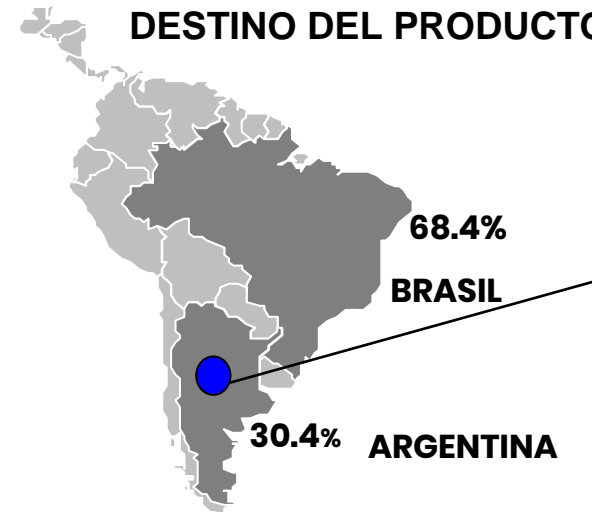 DESTINO DEL PRODUCTO
68.4%
BRASIL
30.4%
ARGENTINA